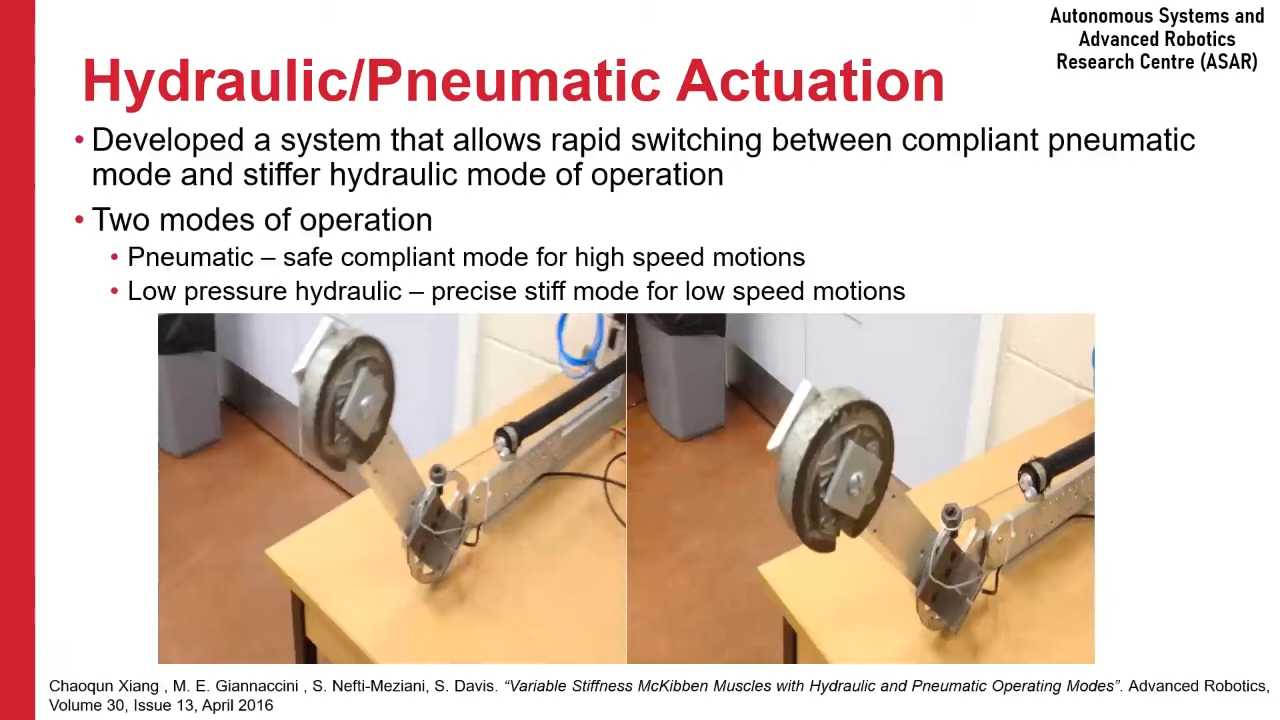 Autonomous Systems and
Advanced Robotics
Research Centre (ASAR)
Hydraulic/Pneumatic Actuation
• Developed a system that allows rapid switching between compliant pneumatic
mode and stiffer hydraulic mode of operation
• Two modes of operation
• Pneumatic – safe compliant mode for high speed motions
• Low pressure hydraulic – precise stiff mode for low speed motions
Chaoqun Xiang , M. E. Giannaccini , S. Nefti-Meziani, S. Davis. “Variable Stiffness McKibben Muscles with Hydraulic and Pneumatic Operating Modes”. Advanced Robotics,
Volume 30, Issue 13, April 2016